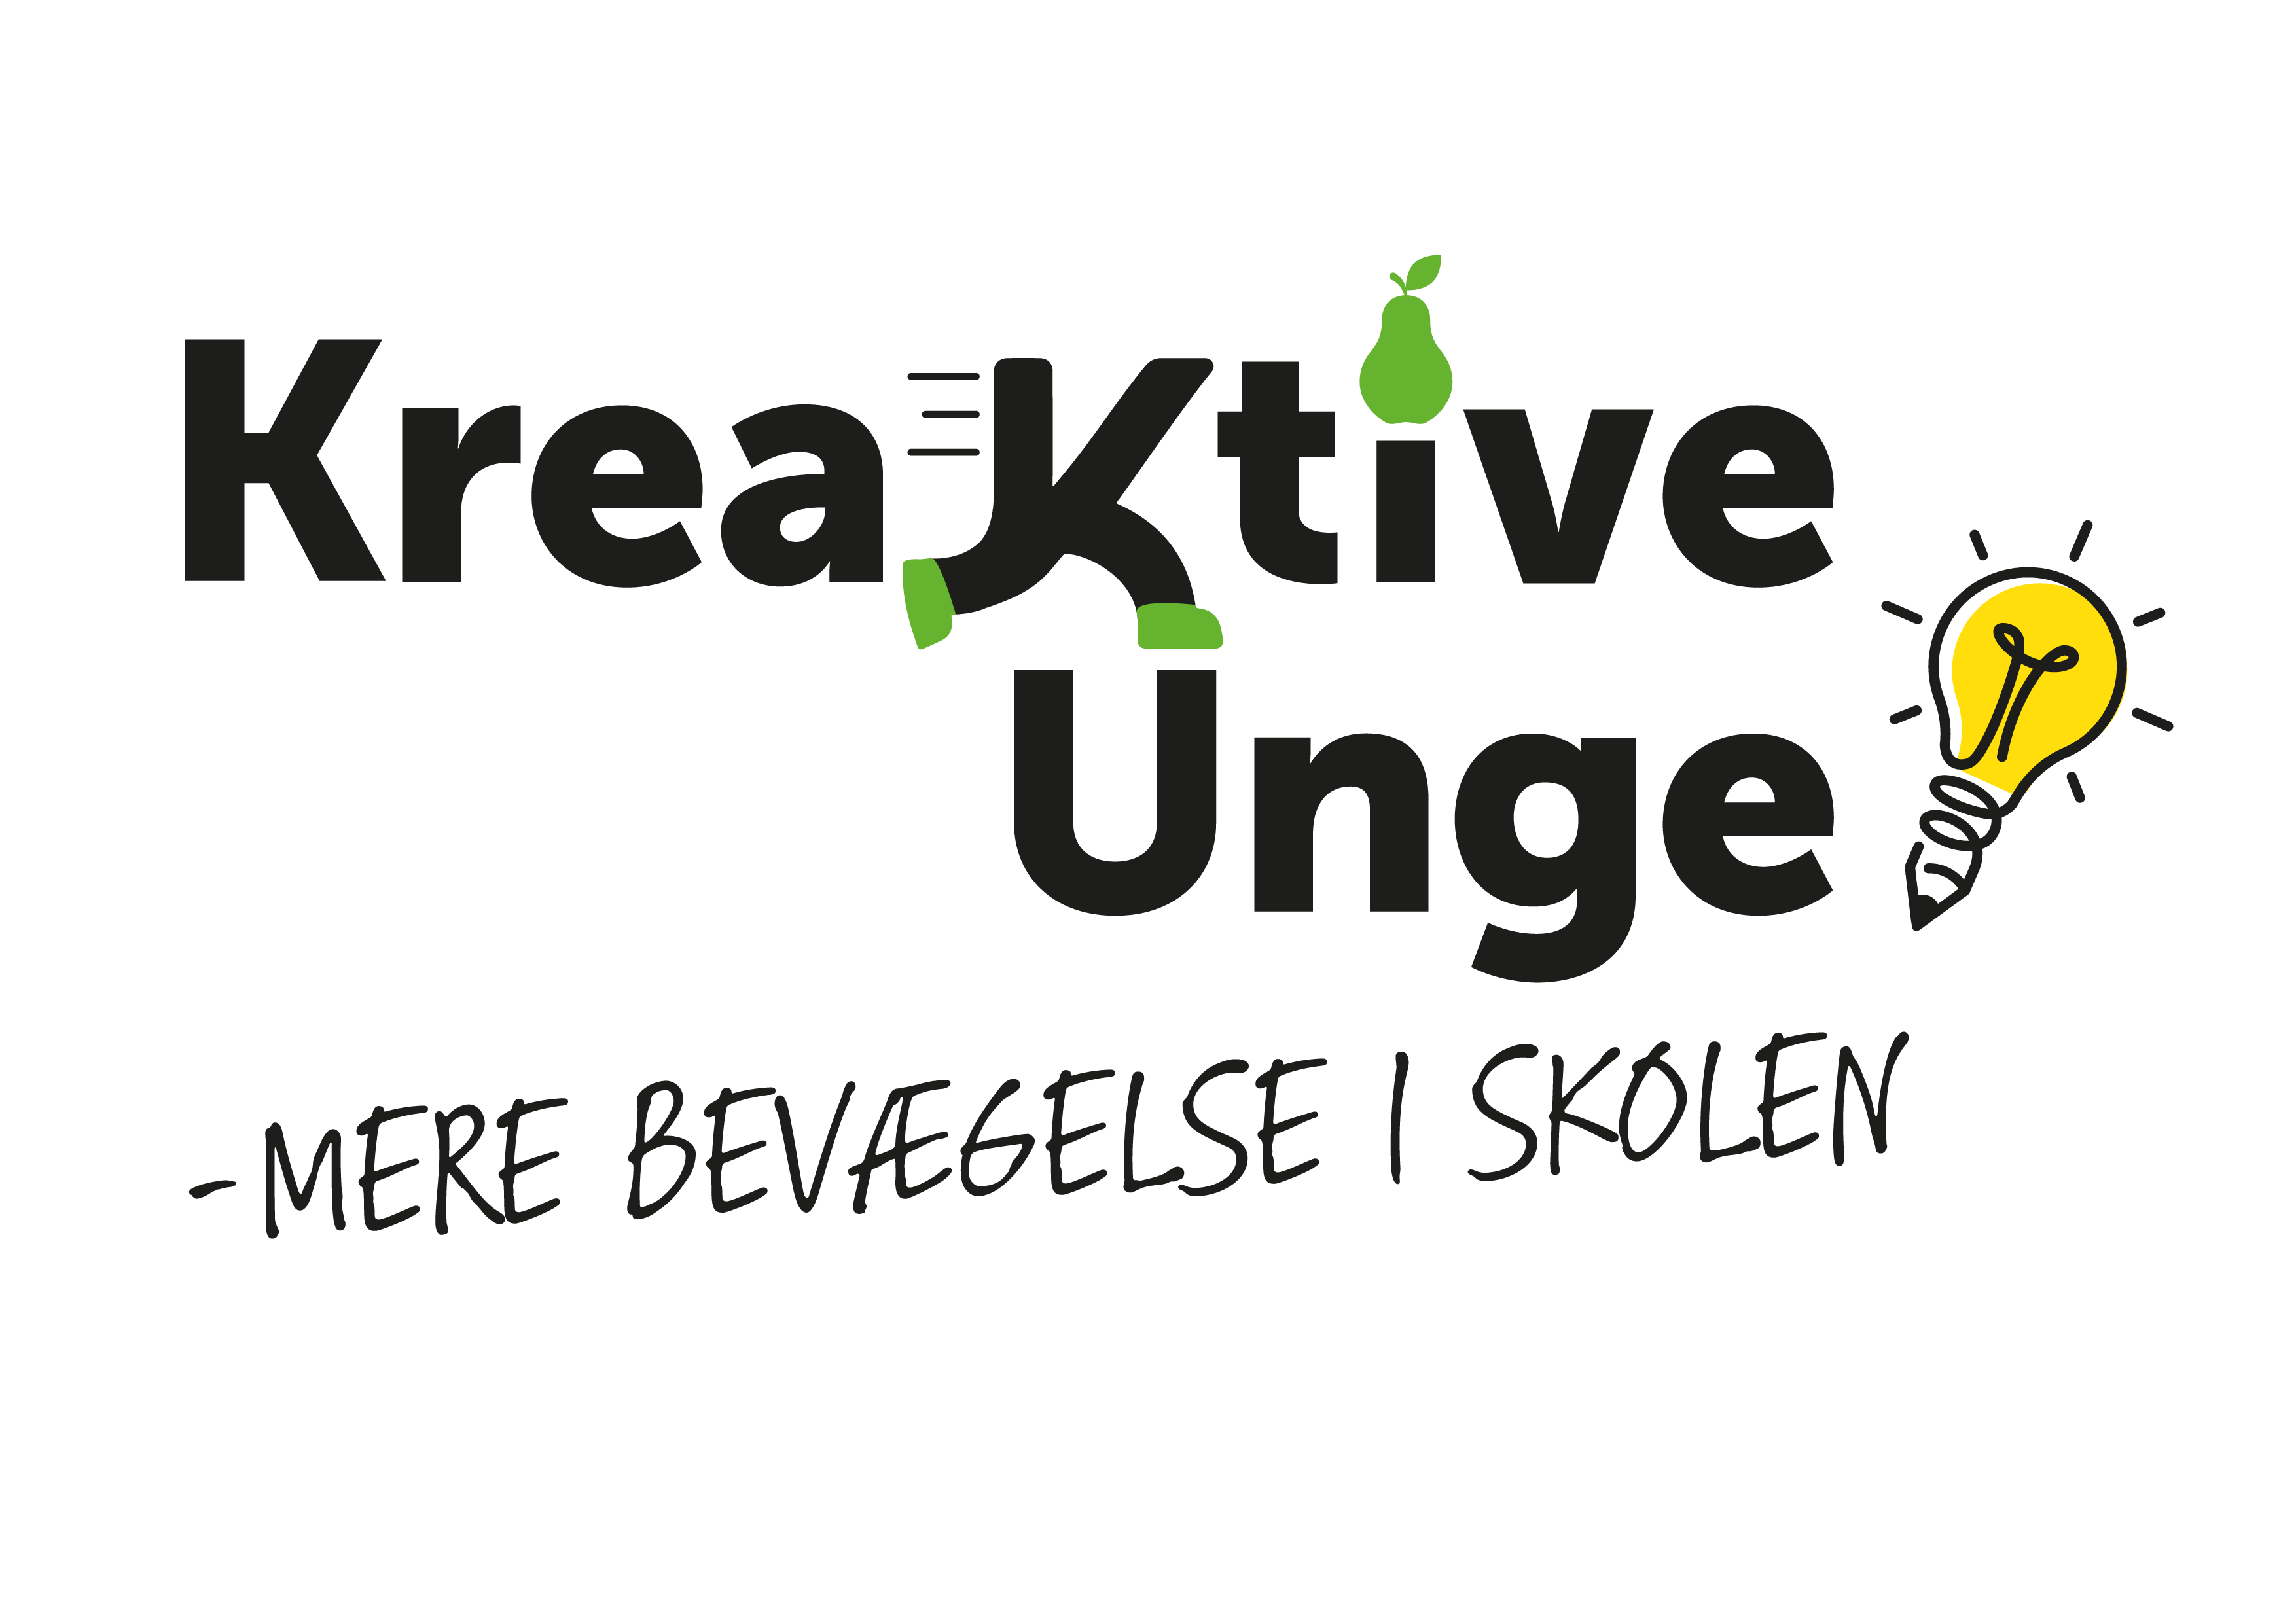 KreaKtive
Unge
-MERE BEVÆGELSE I SKOLEN